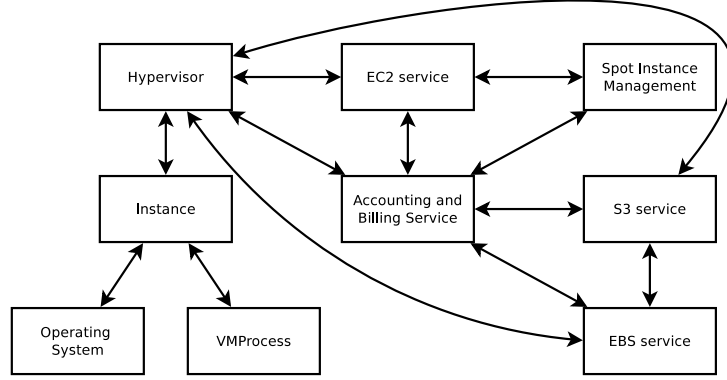 Hypervisor
EC2 service
Spot Instance
Management
Instance
Accounting and
Billing Service
S3 service
Operating
System
VMProcess
EBS service